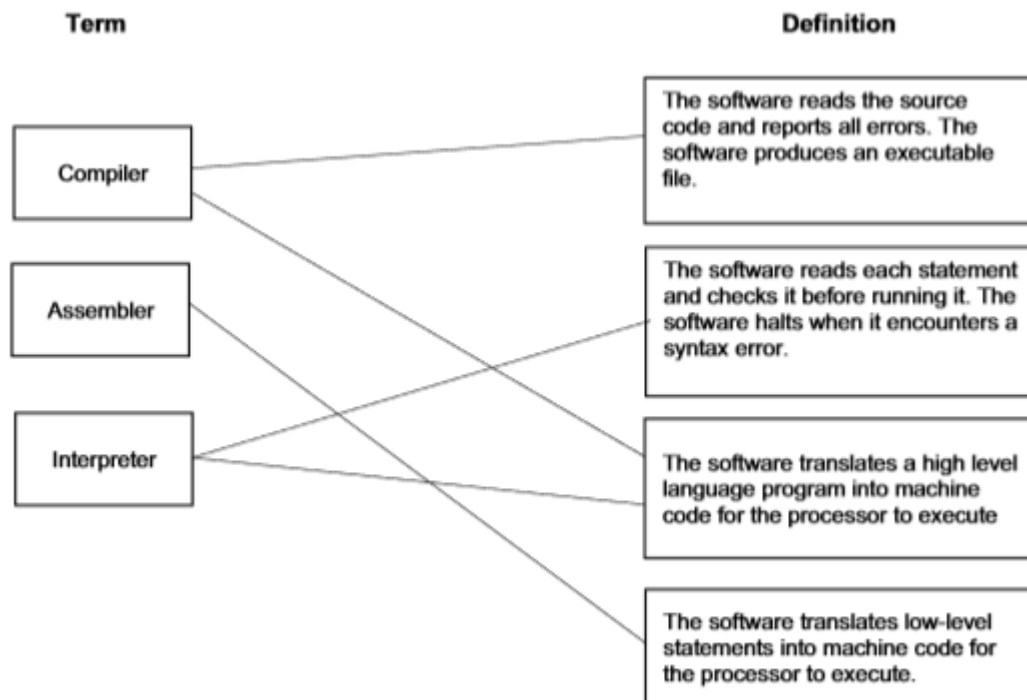 Term
Definition
The software reads the source
code and reports all errors. The
software produces an executable
file.
Compiler
The software reads each statement
and checks it before running it. The
software halts when it encounters a
syntax error.
Assembler
Interpreter
The software translates a high level
language program into machine
code for the processor to execute
The software translates low-level
statements into machine code for
the processor to execute.